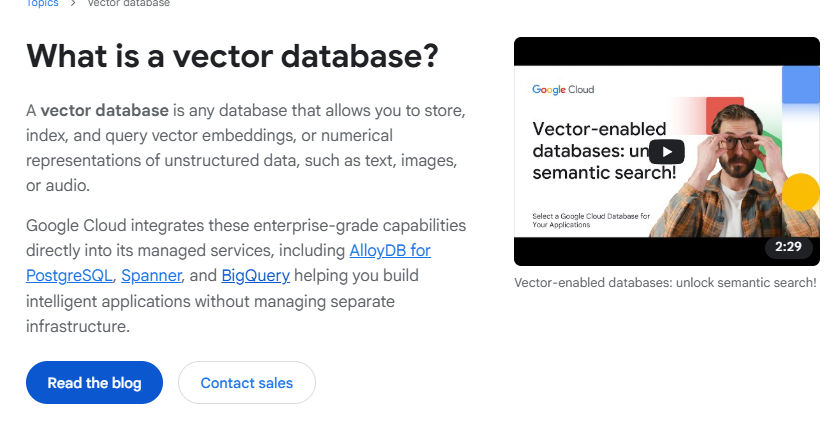 Topics > Vector database
What is a vector database?
A vector database is any database that allows you to store,
index, and query vector embeddings, or numerical
representations of unstructured data, such as text, images,
or audio.
Google Cloud integrates these enterprise-grade capabilities
directly into its managed services, including AlloyDB for
PostgreSQL, Spanner, and BigQuery helping you build
intelligent applications without managing separate
infrastructure.
Read the blog
Contact sales
Google Cloud
Vector-enabled
databases: un
semantic search!
Select a Google Cloud Database for
Your Applications
2:29
Vector-enabled databases: unlock semantic search!